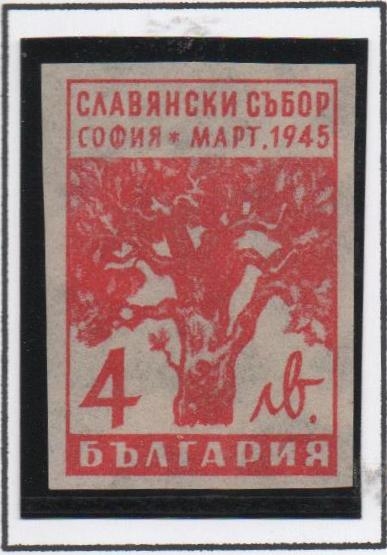 СЛАВЯНСКИ СЪБОР
СОФИЯ * МАРТ, 1945
4 лв.
БЪЛГАРИЯ